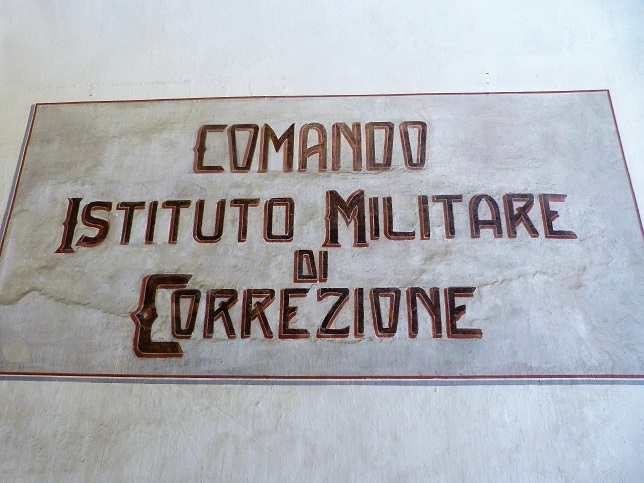 COMANDO
ISTITUTO MILITARE
DI
CORREZIONE